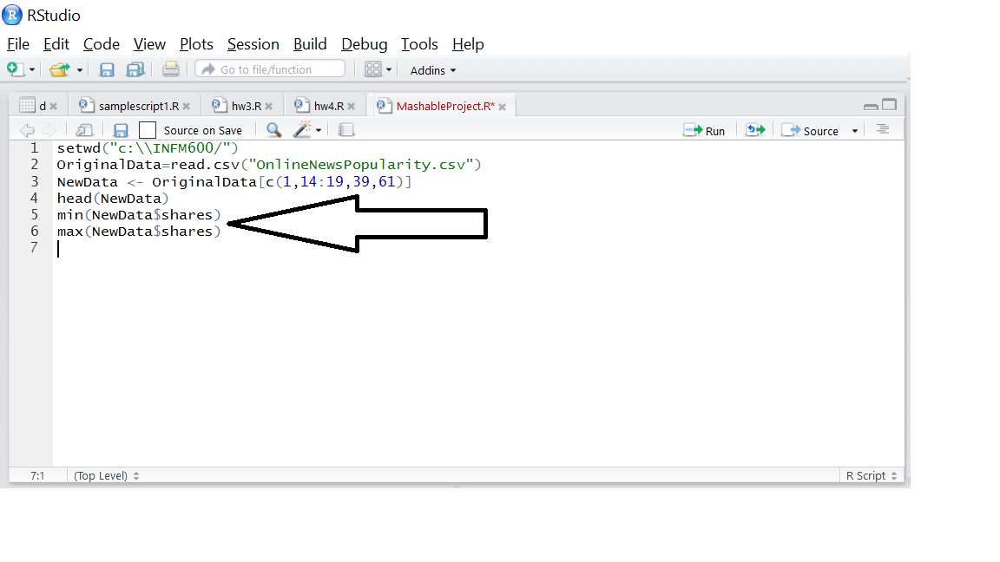 RStudio
File Edit Code View Plots Session Build Debug Tools Help
Go to file/function Addins
d samplescript1.R hw3.R hw4.R MashableProject.R*
Source on Save Run Source
1 setwd("c:\\INFM600/")
2 OriginalData=read.csv("OnlineNewsPopularity.csv")
3 NewData <- OriginalData[c(1,14:19,39,61)]
4 head(NewData)
5 min(NewData$shares)
6 max(NewData$shares)
7
7:1 (Top Level) R Script